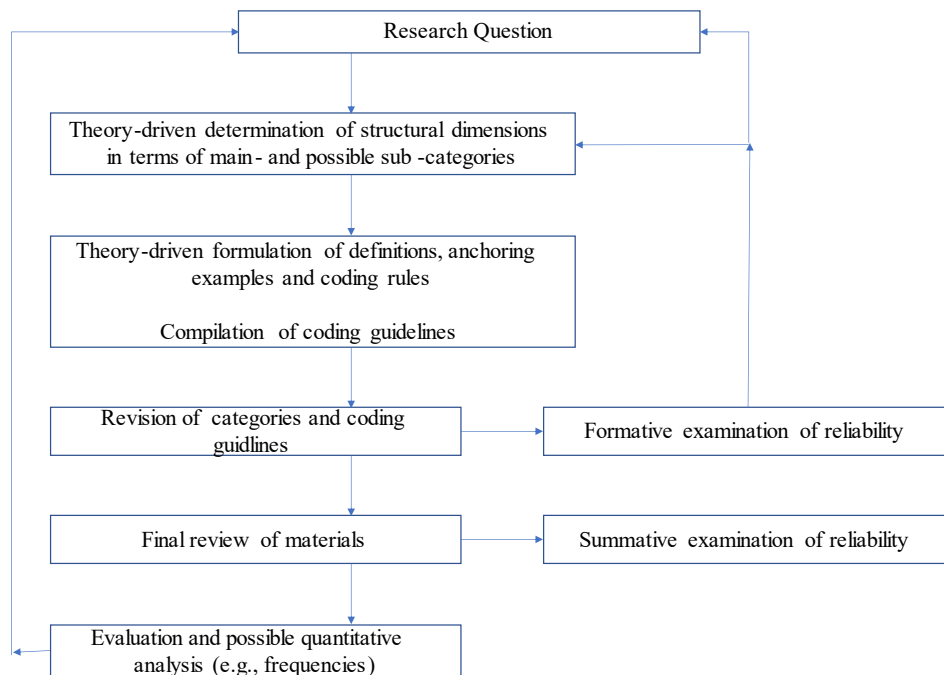 Research Question
Theory-driven determination of structural dimensions
in terms of main- and possible sub -categories
Theory-driven formulation of definitions, anchoring
examples and coding rules
Compilation of coding guidelines
Revision of categories and coding
guidlines
Formative examination of reliability
Final review of materials
Summative examination of reliability
Evaluation and possible quantitative
analysis (e.g., frequencies)